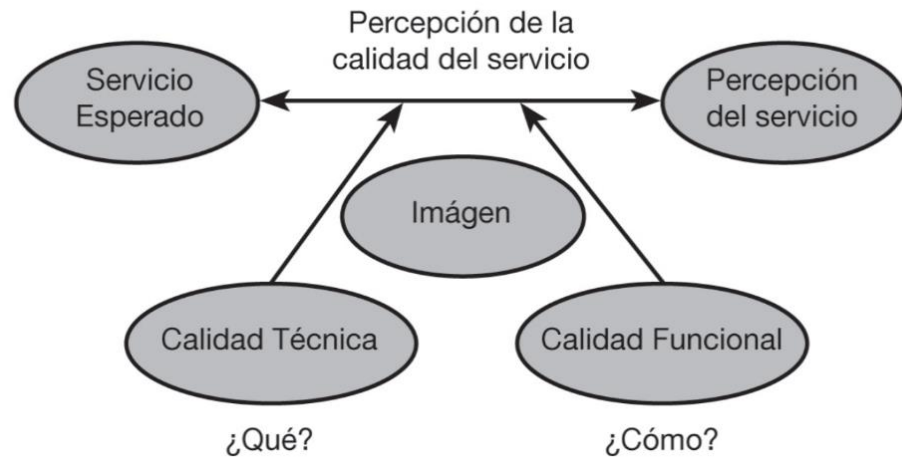 Percepción de la
calidad del servicio
Servicio
Esperado
Percepción
del servicio
Imágen
Calidad Técnica
Calidad Funcional
¿Qué?
¿Cómo?